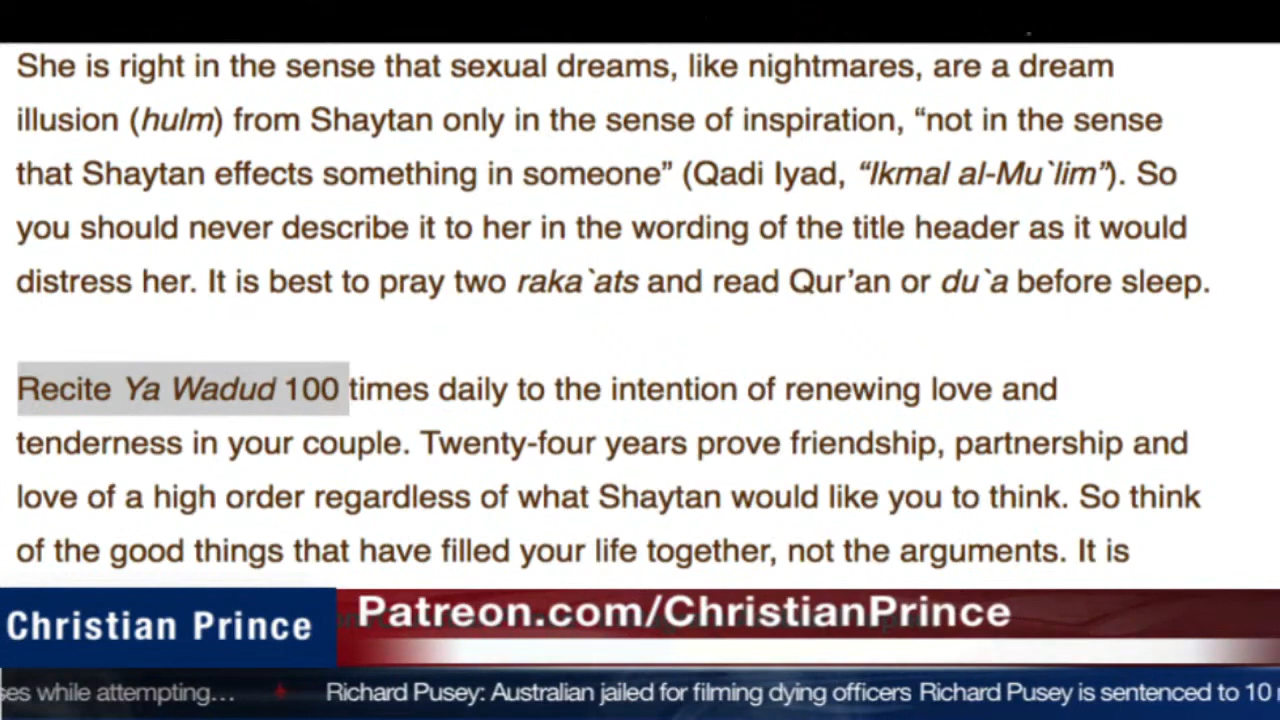 She is right in the sense that sexual dreams, like nightmares, are a dream
illusion (hulm) from Shaytan only in the sense of inspiration, “not in the sense
that Shaytan effects something in someone” (Qadi Iyad, “Ikmal al-Mu`lim”). So
you should never describe it to her in the wording of the title header as it would
distress her. It is best to pray two raka`ats and read Qur’an or du`a before sleep.
Recite Ya Wadud 100 times daily to the intention of renewing love and
tenderness in your couple. Twenty-four years prove friendship, partnership and
love of a high order regardless of what Shaytan would like you to think. So think
of the good things that have filled your life together, not the arguments. It is
Christian Prince
Patreon.com/ChristianPrince
ses while attempting… Richard Pusey: Australian jailed for filming dying officers Richard Pusey is sentenced to 10